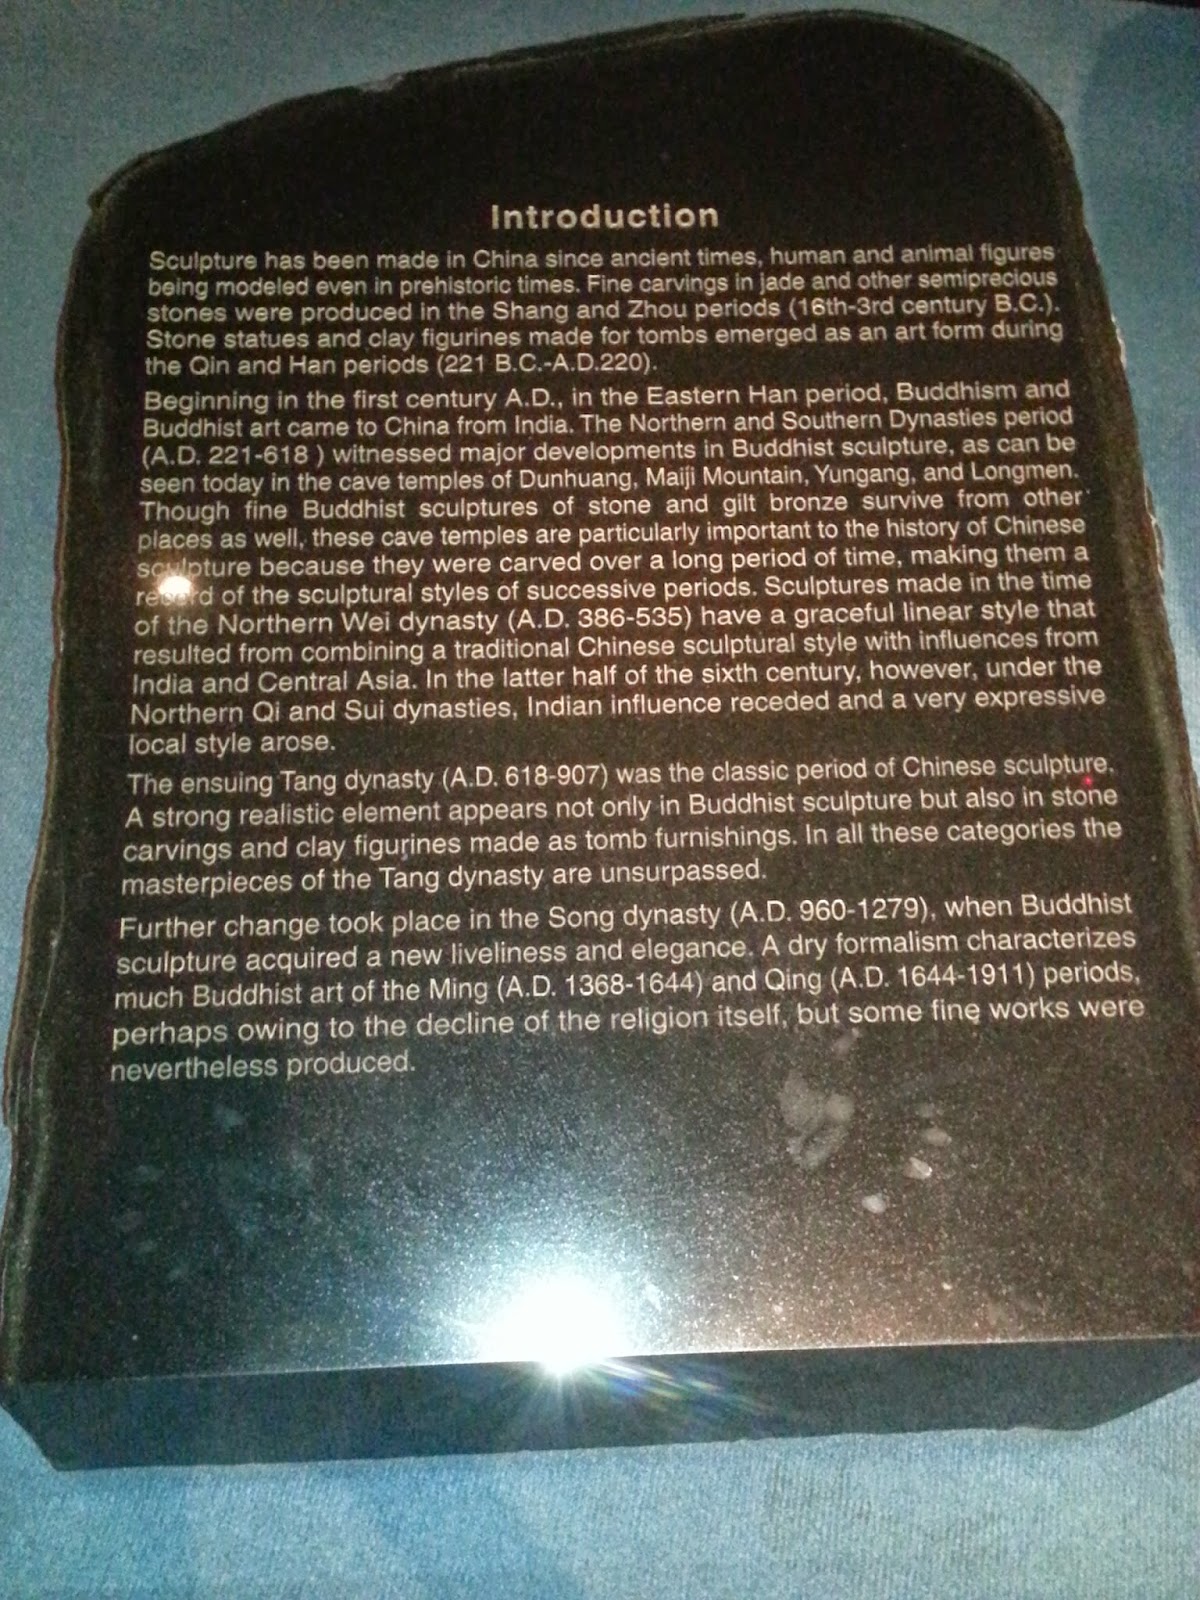 Introduction
Sculpture has been made in China since ancient times, human and animal figures
being modeled even in prehistoric times. Fine carvings in jade and other semiprecious
stones were produced in the Shang and Zhou periods (16th-3rd century B.C.).
Stone statues and clay figurines made for tombs emerged as an art form during
the Qin and Han periods (221 B.C.-A.D.220).
Beginning in the first century A.D., in the Eastern Han period, Buddhism and
Buddhist art came to China from India. The Northern and Southern Dynasties period
(A.D. 221-618 ) witnessed major developments in Buddhist sculpture, as can be
seen today in the cave temples of Dunhuang, Maiji Mountain, Yungang, and Longmen.
Though fine Buddhist sculptures of stone and gilt bronze survive from other
places as well, these cave temples are particularly important to the history of Chinese
sculpture because they were carved over a long period of time, making them a
record of the sculptural styles of successive periods. Sculptures made in the time
of the Northern Wei dynasty (A.D. 386-535) have a graceful linear style that
resulted from combining a traditional Chinese sculptural style with influences from
India and Central Asia. In the latter half of the sixth century, however, under the
Northern Qi and Sui dynasties, Indian influence receded and a very expressive
local style arose.
The ensuing Tang dynasty (A.D. 618-907) was the classic period of Chinese sculpture.
A strong realistic element appears not only in Buddhist sculpture but also in stone
carvings and clay figurines made as tomb furnishings. In all these categories the
masterpieces of the Tang dynasty are unsurpassed.
Further change took place in the Song dynasty (A.D. 960-1279), when Buddhist
sculpture acquired a new liveliness and elegance. A dry formalism characterizes
much Buddhist art of the Ming (A.D. 1368-1644) and Qing (A.D. 1644-1911) periods,
perhaps owing to the decline of the religion itself, but some fine works were
nevertheless produced.